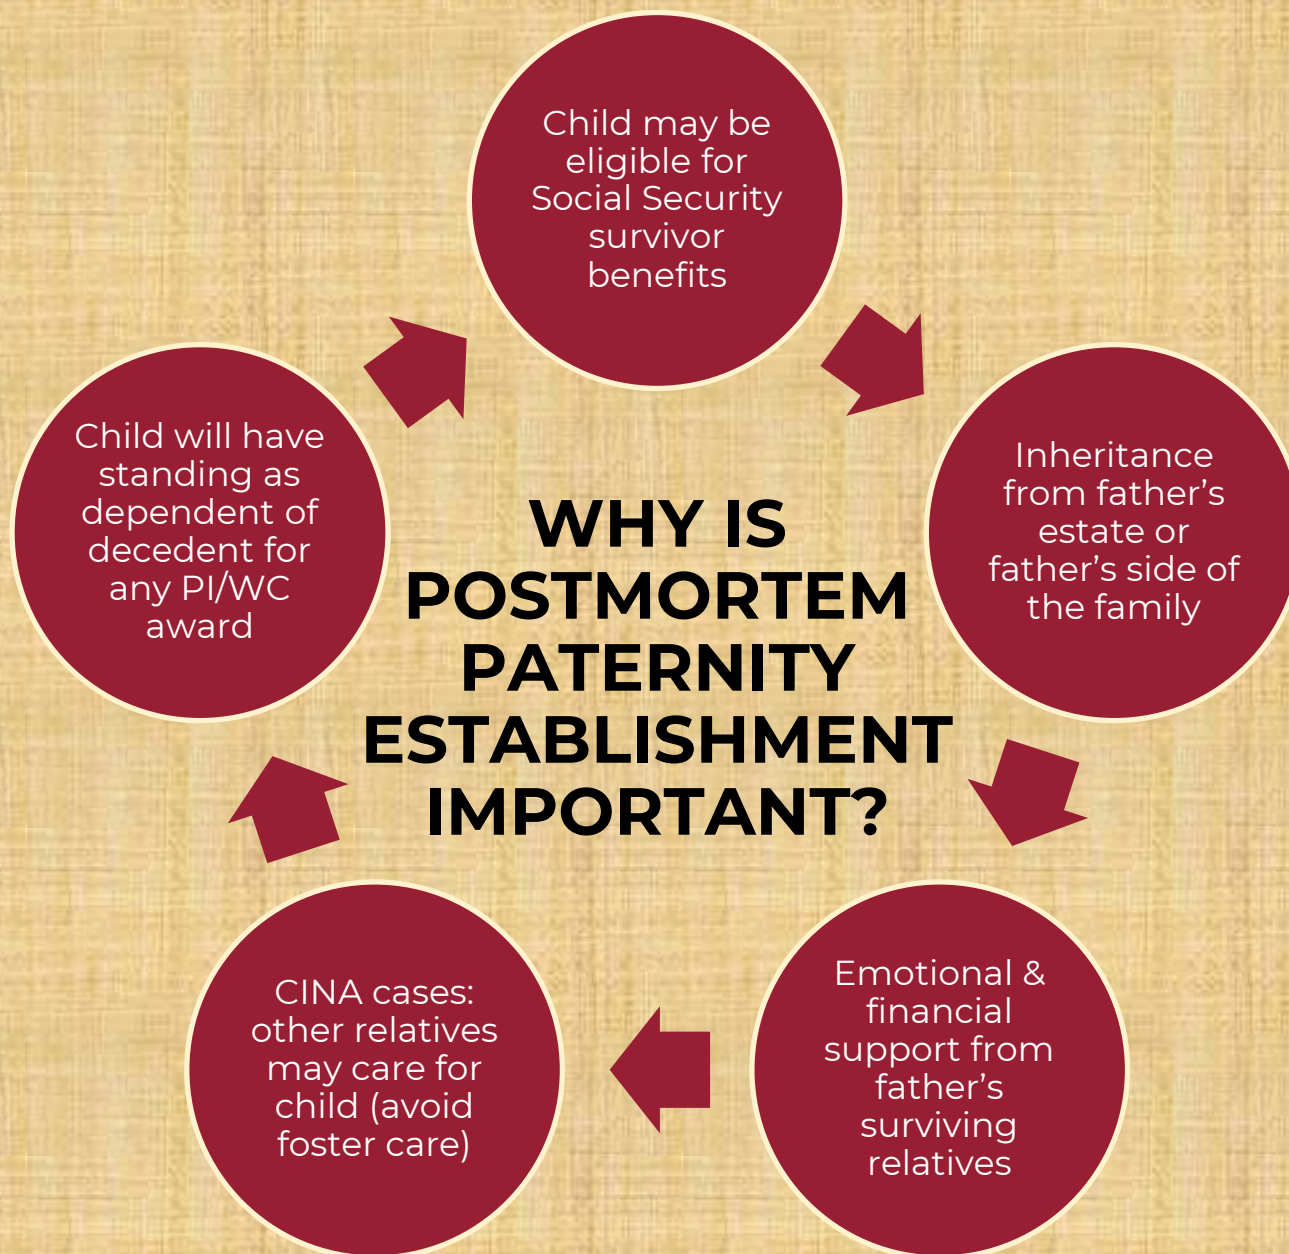 Child may be
eligible for
Social Security
survivor
benefits
Inheritance
from father’s
estate or
father’s side of
the family
Emotional &
financial
support from
father’s
surviving
relatives
CINA cases:
other relatives
may care for
child (avoid
foster care)
Child will have
standing as
dependent of
decedent for
any PI/WC
award
WHY IS
POSTMORTEM
PATERNITY
ESTABLISHMENT
IMPORTANT?